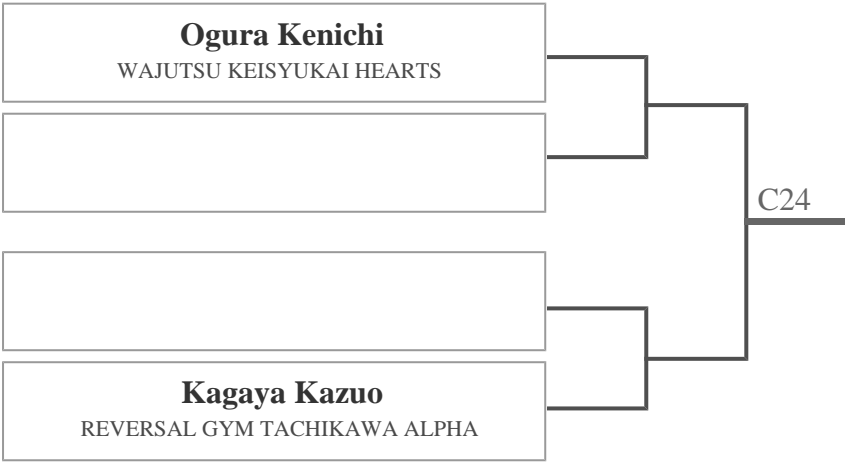 Ogura Kenichi
WAJUTSU KEISYUKAI HEARTS
C24
Kagaya Kazuo
REVERSAL GYM TACHIKAWA ALPHA